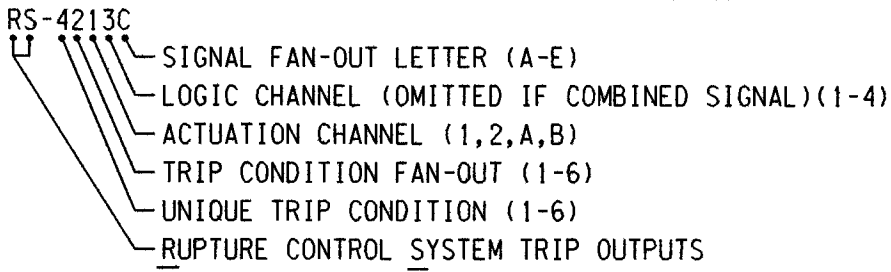 RS-4213C
SIGNAL FAN-OUT LETTER (A-E)
LOGIC CHANNEL (OMITTED IF COMBINED SIGNAL)(1-4)
ACTUATION CHANNEL (1,2,A,B)
TRIP CONDITION FAN-OUT (1-6)
UNIQUE TRIP CONDITION (1-6)
RUPTURE CONTROL SYSTEM TRIP OUTPUTS